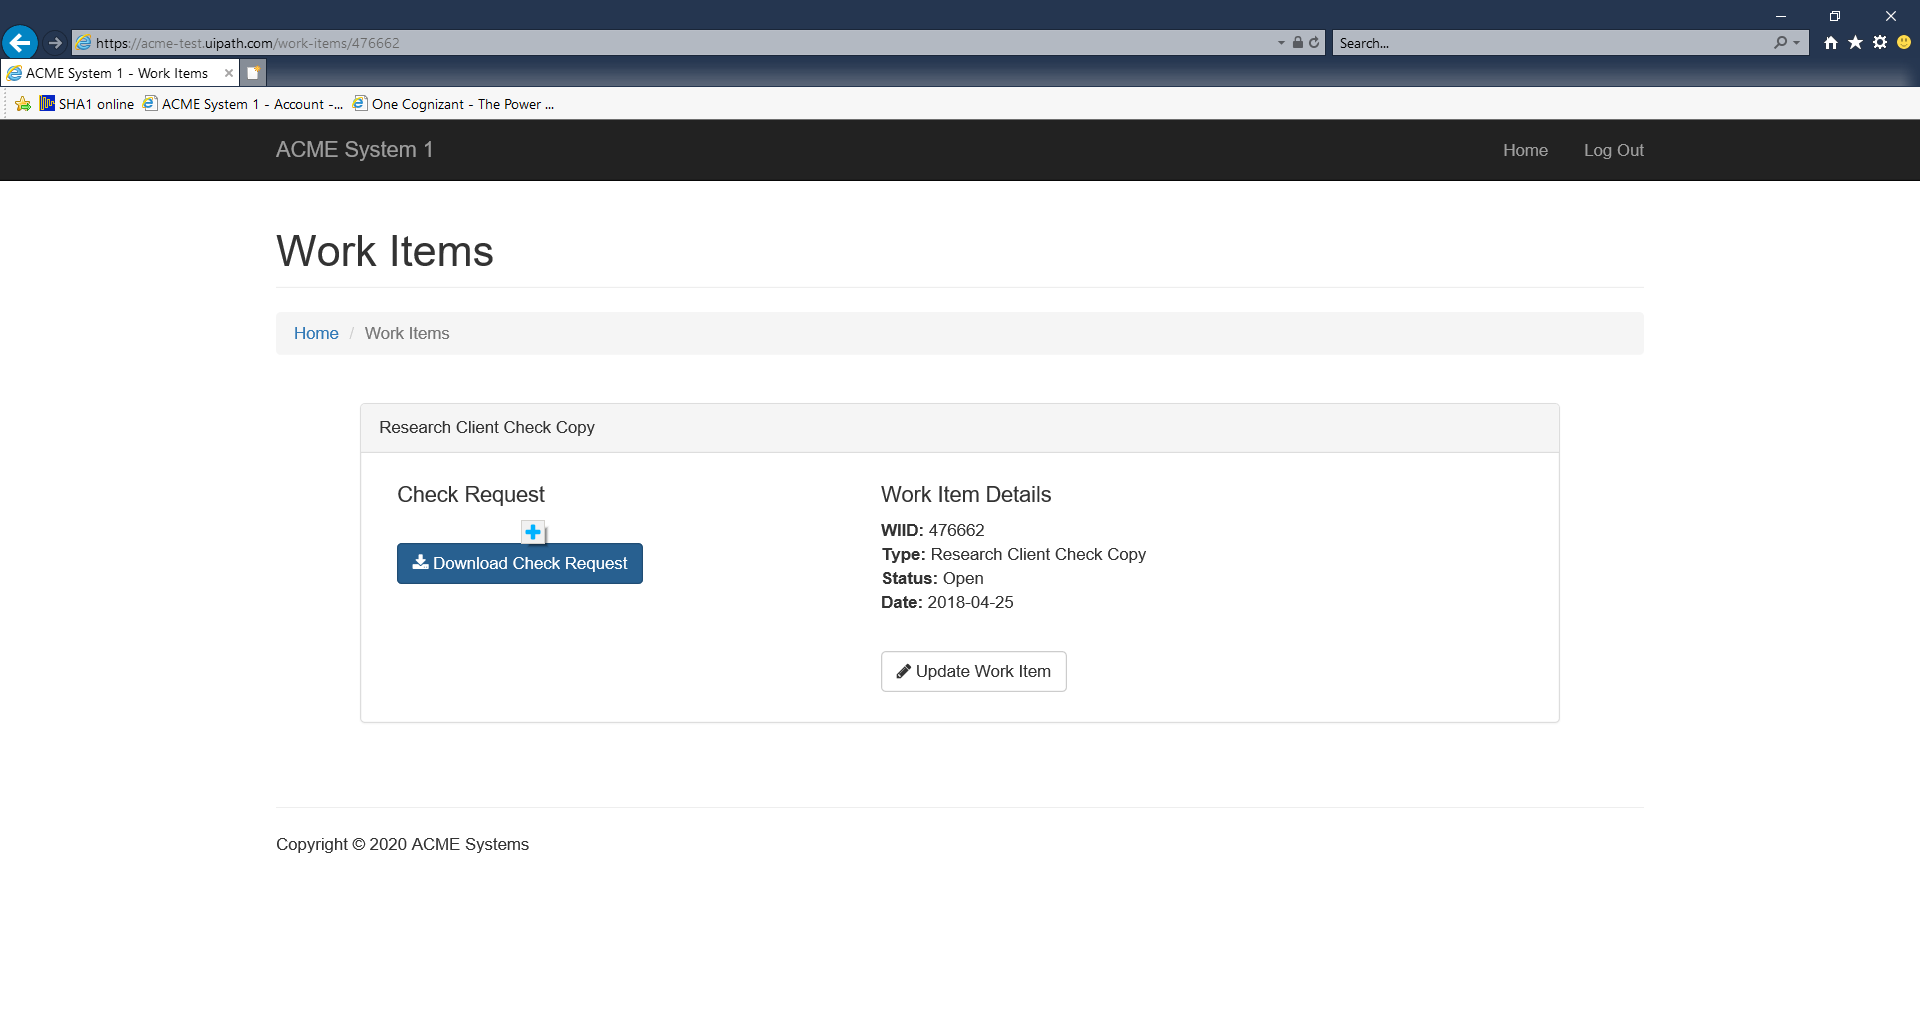 https://acme-test.uipath.com/work-items/476662
Search...
ACME System 1 - Work Items
SHA1 online
ACME System 1 - Account -...
One Cognizant - The Power ...
ACME System 1
Home
Log Out
Work Items
Home / Work Items
Research Client Check Copy
Check Request
Download Check Request
Work Item Details
WIID: 476662
Type: Research Client Check Copy
Status: Open
Date: 2018-04-25
Update Work Item
Copyright © 2020 ACME Systems